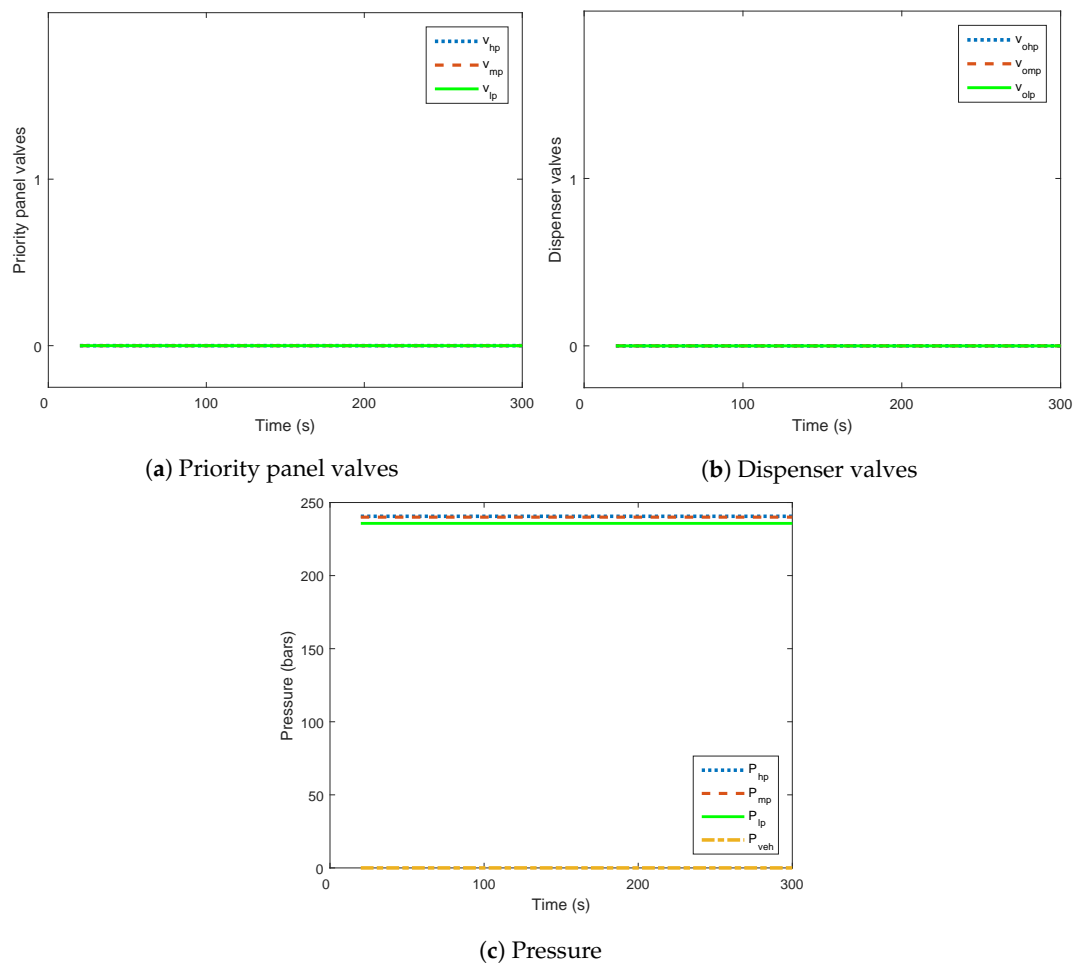 v_hp
v_mp
v_lp
Priority panel valves
1
0
0 100 200 300
Time (s)
(a) Priority panel valves
v_ohp
v_omp
v_olp
Dispenser valves
1
0
0 100 200 300
Time (s)
(b) Dispenser valves
250
200
150
100
50
0
Pressure (bars)
P_hp
P_mp
P_lp
P_veh
0 100 200 300
Time (s)
(c) Pressure